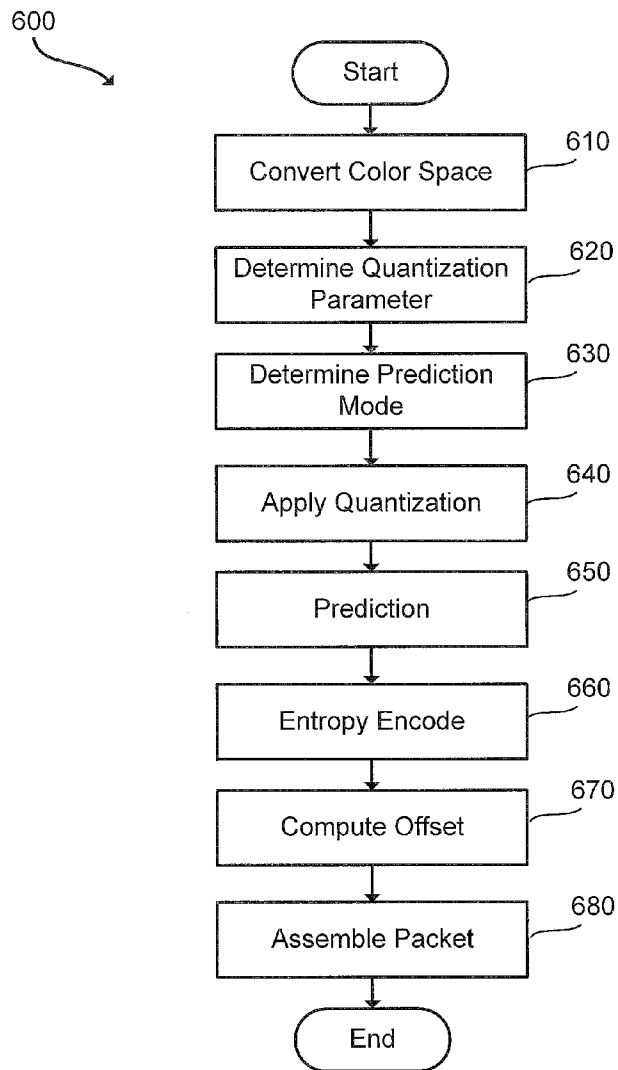 600
Start
610
Convert Color Space
620
Determine Quantization
Parameter
630
Determine Prediction
Mode
640
Apply Quantization
650
Prediction
660
Entropy Encode
670
Compute Offset
680
Assemble Packet
End